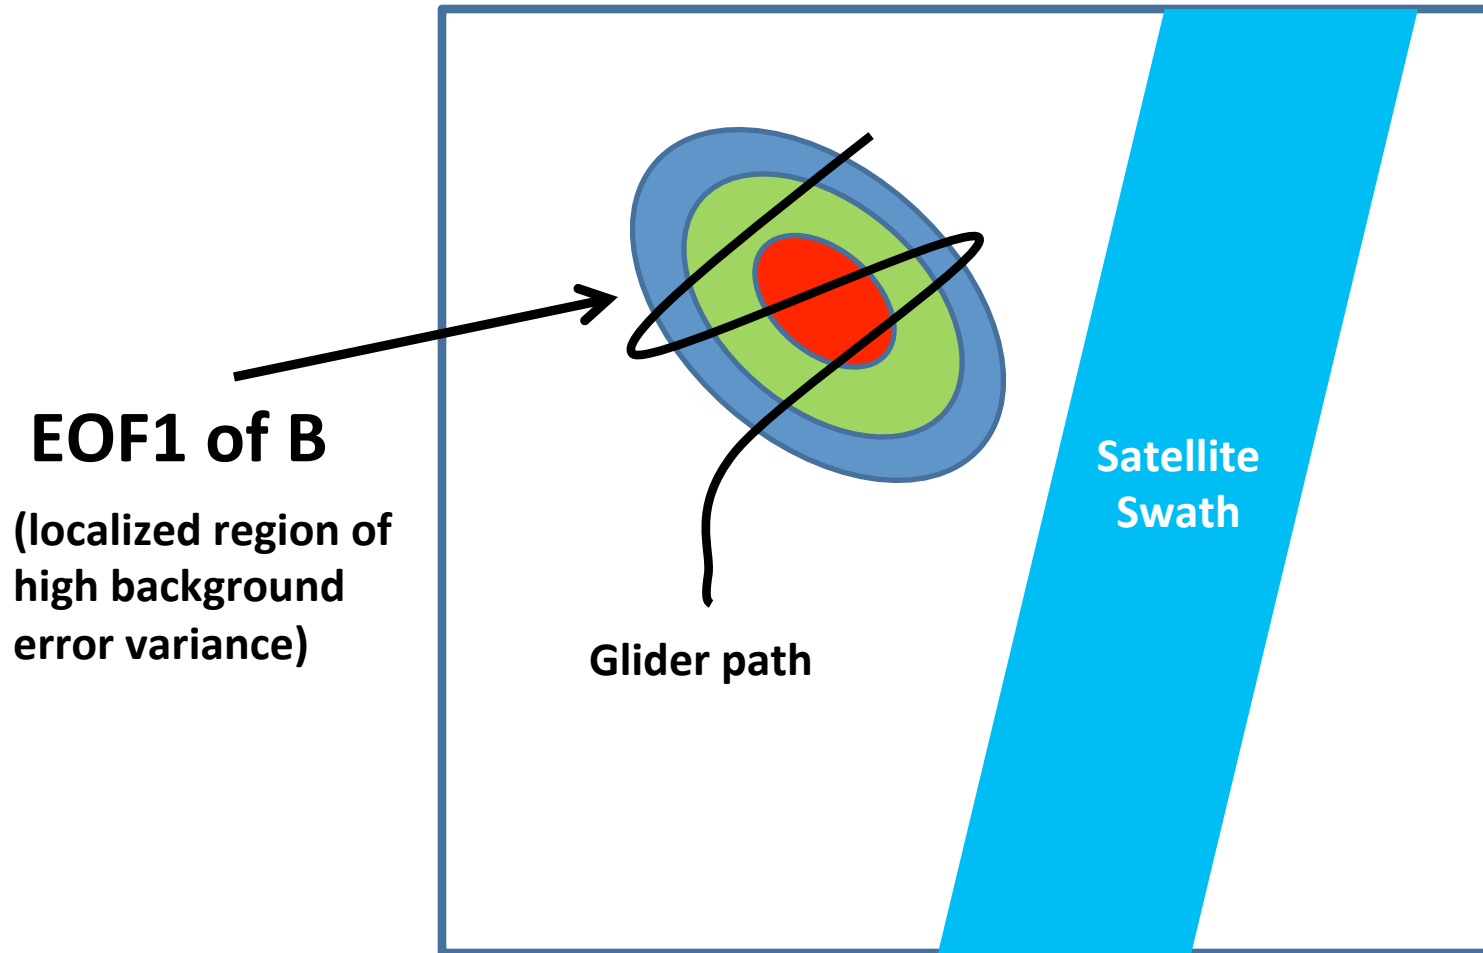 EOF1 of B
(localized region of
high background
error variance)
Glider path
Satellite
Swath